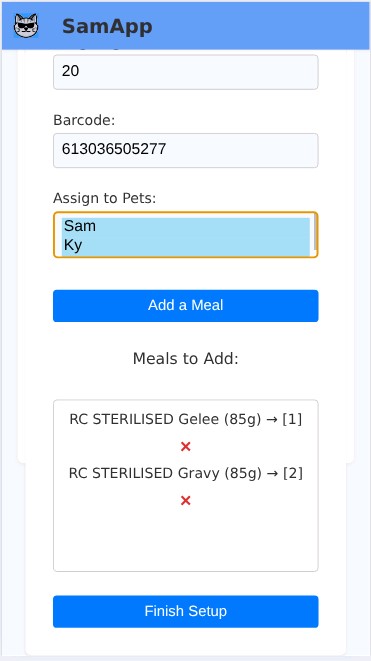 SamApp
20
Barcode:
613036505277
Assign to Pets:
Sam
Ky
Add a Meal
Meals to Add:
RC STERILISED Gelee (85g) → [1]
×
RC STERILISED Gravy (85g) → [2]
×
Finish Setup